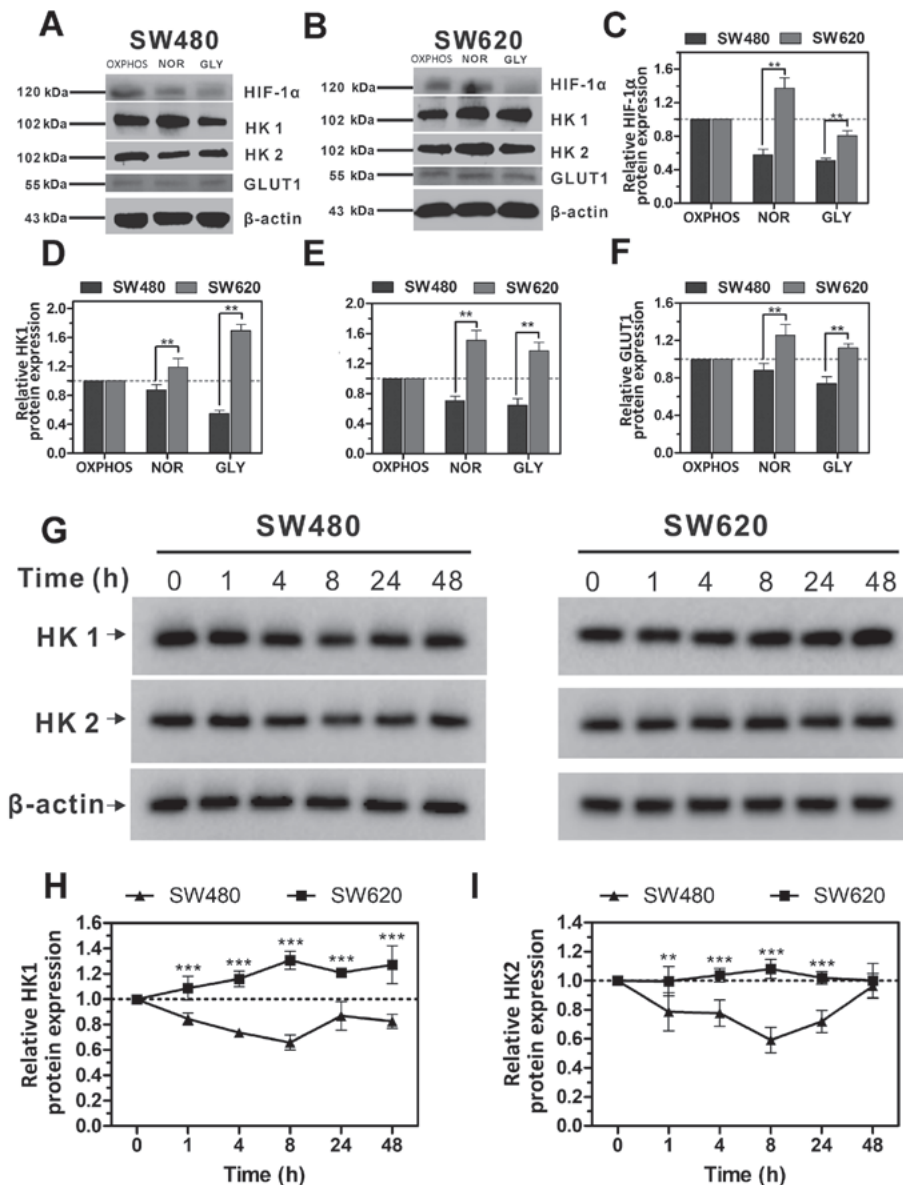 A
SW480
OXPHOS NOR GLY
120 kDa HIF-1α
102 kDa HK 1
102 kDa HK 2
55 kDa GLUT1
43 kDa β-actin
B
SW620
OXPHOS NOR GLY
120 kDa HIF-1α
102 kDa HK 1
102 kDa HK 2
55 kDa GLUT1
43 kDa β-actin
C
SW480 SW620
Relative HIF-1α
protein expression
1.8
1.4
1.0
0.6
0.2
0.0
** **
OXPHOS NOR GLY
D
SW480 SW620
Relative HK1
protein expression
2.0
1.6
1.2
0.8
0.4
0.0
** **
OXPHOS NOR GLY
E
SW480 SW620
2.0
1.6
1.2
0.8
0.4
0.0
** **
OXPHOS NOR GLY
F
SW480 SW620
Relative GLUT1
protein expression
1.6
1.2
0.8
0.4
0.0
** **
OXPHOS NOR GLY
G
SW480 SW620
Time (h) 0 1 4 8 24 48 0 1 4 8 24 48
HK 1
HK 2
β-actin
H
SW480 SW620
Relative HK1
protein expression
1.6
1.4
1.2
1.0
0.8
0.6
0.4
0.2
0.0
*** *** *** *** ***
0 1 4 8 24 48
Time (h)
I
SW480 SW620
Relative HK2
protein expression
1.4
1.2
1.0
0.8
0.6
0.4
0.2
0.0
** *** *** ***
0 1 4 8 24 48
Time (h)